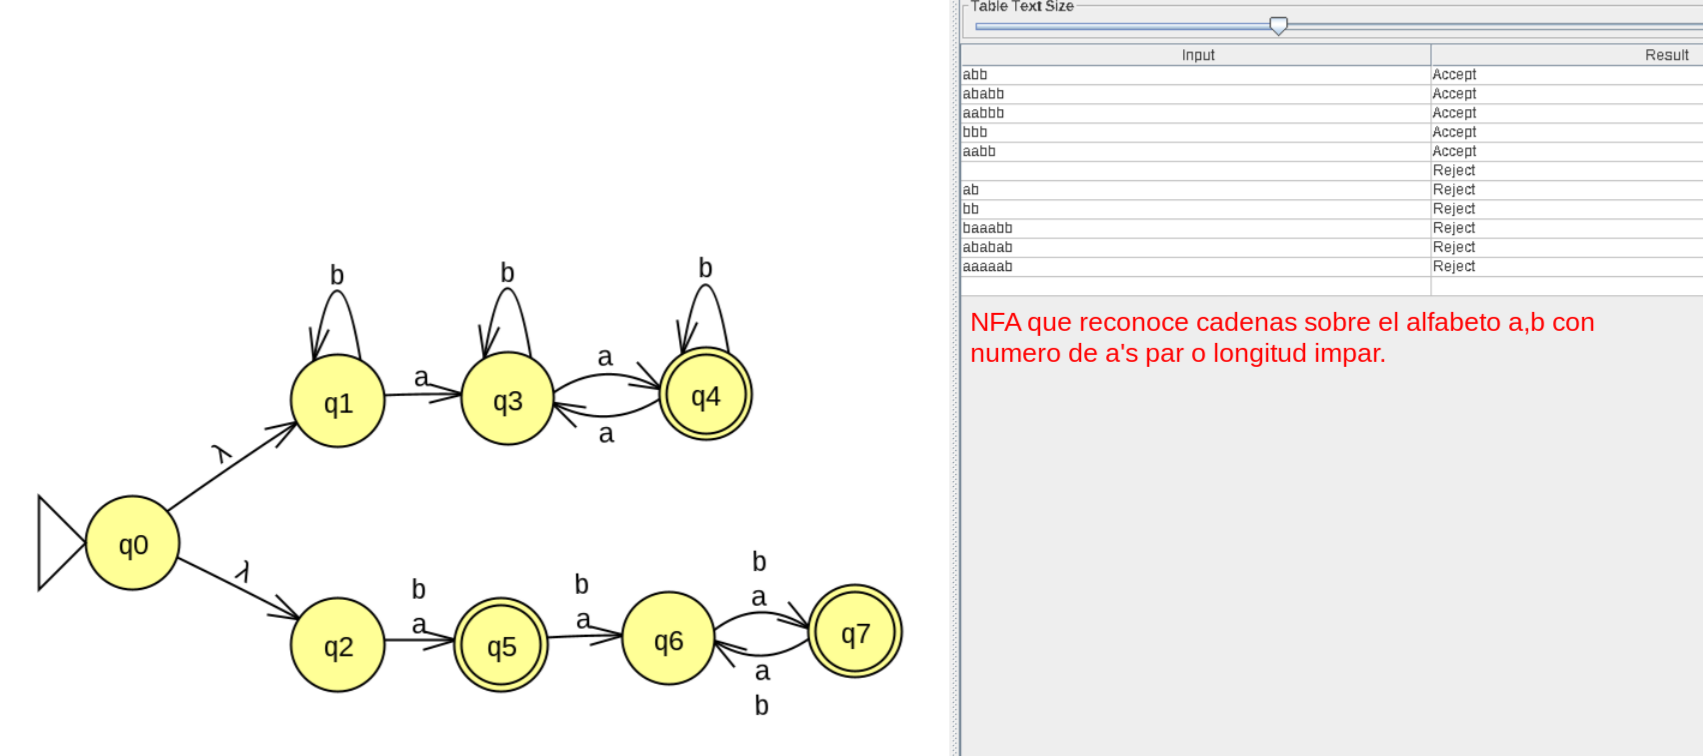 Table Text Size
Input Result
abb Accept
ababb Accept
aabbb Accept
bbb Accept
aabb Accept
Reject
ab Reject
bb Reject
baaabb Reject
ababab Reject
aaaaab Reject
NFA que reconoce cadenas sobre el alfabeto a,b con
numero de a's par o longitud impar.
b b b
a
a
q1 q3 q4
a
λ
q0
λ
b b b
a a a
q2 q5 q6 q7
a
b